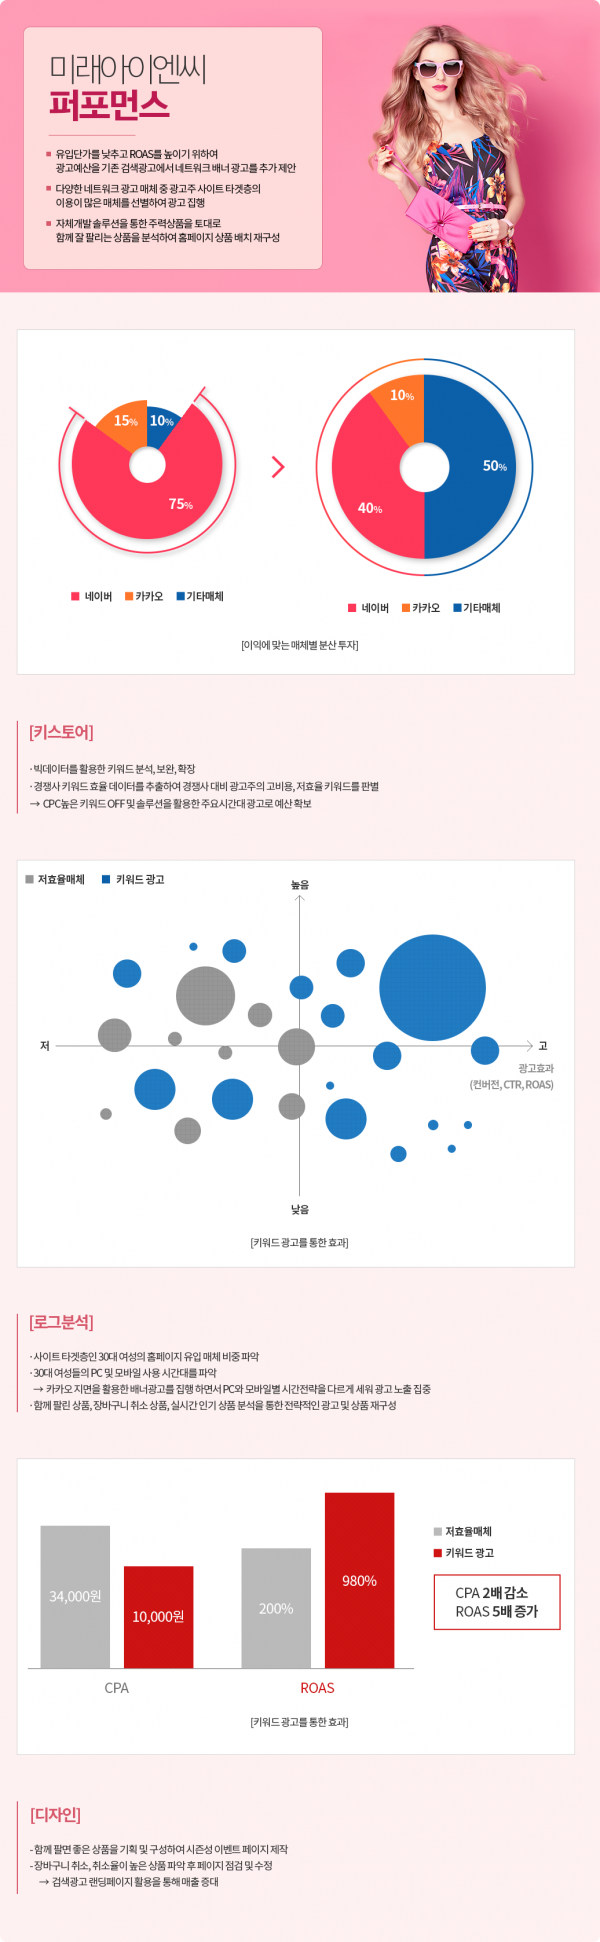 미래아이엔씨
퍼포먼스
유입단가를 낮추고 ROAS를 높이기 위하여
광고예산을 기존 검색광고에서 네트워크 배너 광고를 추가 제안
다양한 네트워크 광고 매체 중 광고주 사이트 타겟층의
이용이 많은 매체를 선별하여 광고 집행
자체개발 솔루션을 통한 주력상품을 토대로
함께 잘 팔리는 상품을 분석하여 홈페이지 상품 배치 재구성
15%
10%
75%
10%
50%
40%
네이버 카카오 기타매체
네이버 카카오 기타매체
[이익에 맞는 매체별 분산 투자]
[키스토어]
· 빅데이터를 활용한 키워드 분석, 보완, 확장
· 경쟁사 키워드 효율 데이터를 추출하여 경쟁사 대비 광고주의 고비용, 저효율 키워드를 판별
→ CPC높은 키워드 OFF 및 솔루션을 활용한 주요시간대 광고로 예산 확보
저효율매체 키워드 광고
높음
저
고
광고효과
(컨버전, CTR, ROAS)
낮음
[키워드 광고를 통한 효과]
[로그분석]
· 사이트 타겟층인 30대 여성의 홈페이지 유입 매체 비중 파악
· 30대 여성들의 PC 및 모바일 사용 시간대를 파악
→ 카카오 지면을 활용한 배너광고를 집행 하면서 PC와 모바일별 시간전략을 다르게 세워 광고 노출 집중
· 함께 팔린 상품, 장바구니 취소 상품, 실시간 인기 상품 분석을 통한 전략적인 광고 및 상품 재구성
저효율매체
키워드 광고
CPA 2배 감소
ROAS 5배 증가
34,000원
10,000원
200%
980%
CPA
ROAS
[키워드 광고를 통한 효과]
[디자인]
- 함께 팔면 좋은 상품을 기획 및 구성하여 시즌성 이벤트 페이지 제작
- 장바구니 취소, 취소율이 높은 상품 파악 후 페이지 점검 및 수정
→ 검색광고 랜딩페이지 활용을 통해 매출 증대